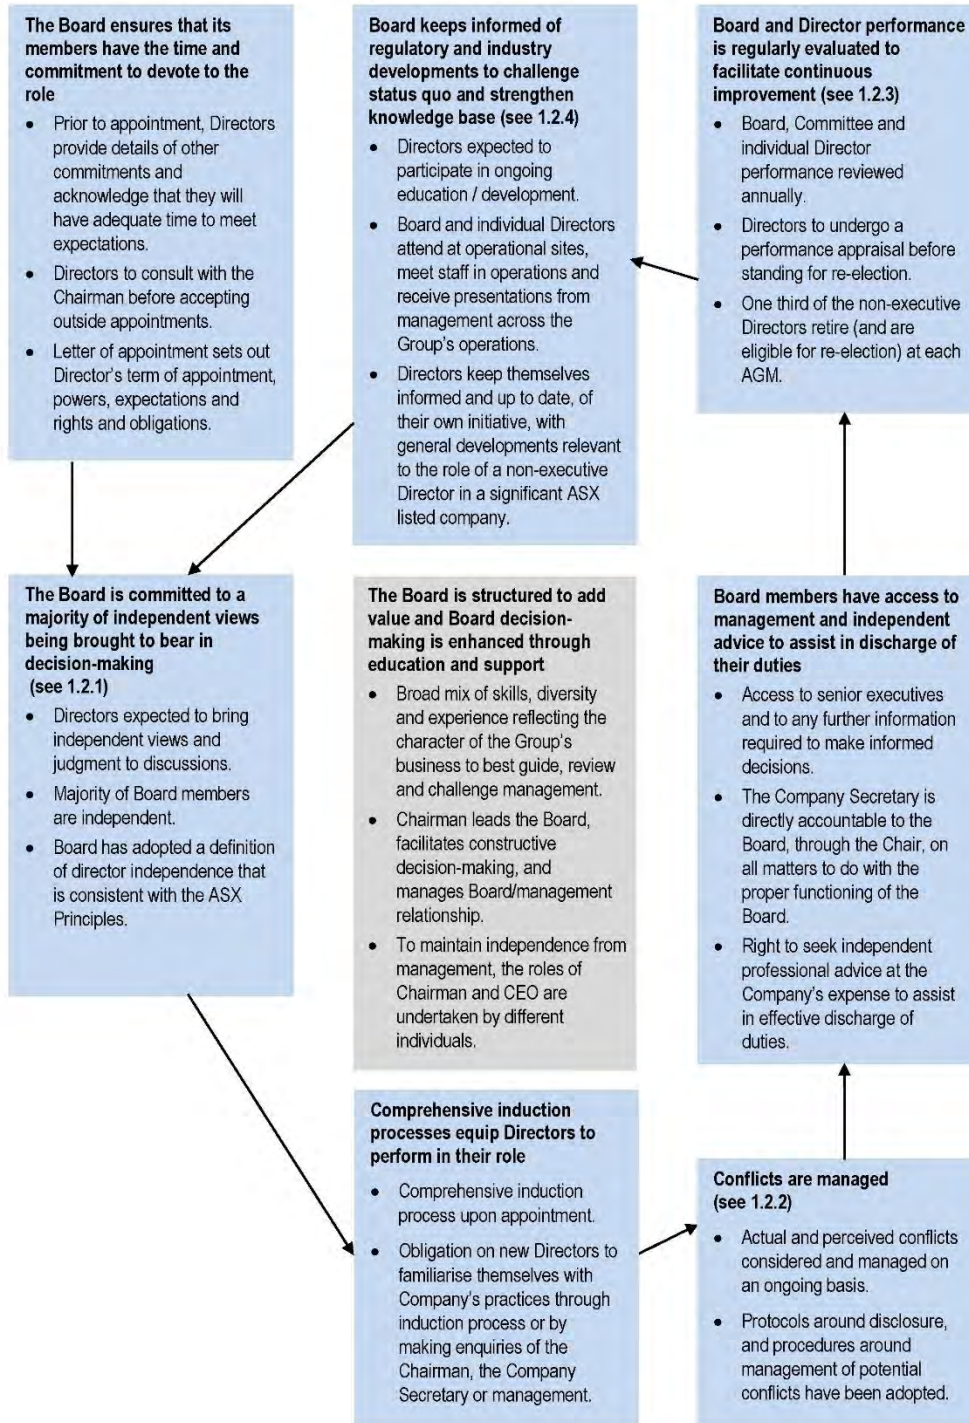 The Board ensures that its
members have the time and
commitment to devote to the
role
• Prior to appointment, Directors
provide details of other
commitments and
acknowledge that they will
have adequate time to meet
expectations.
• Directors to consult with the
Chairman before accepting
outside appointments.
• Letter of appointment sets out
Director's term of appointment,
powers, expectations and
rights and obligations.
Board keeps informed of
regulatory and industry
developments to challenge
status quo and strengthen
knowledge base (see 1.2.4)
• Directors expected to
participate in ongoing
education / development.
• Board and individual Directors
attend at operational sites,
meet staff in operations and
receive presentations from
management across the
Group's operations.
• Directors keep themselves
informed and up to date, of
their own initiative, with
general developments relevant
to the role of a non-executive
Director in a significant ASX
listed company.
Board and Director performance
is regularly evaluated to
facilitate continuous
improvement (see 1.2.3)
• Board, Committee and
individual Director
performance reviewed
annually.
• Directors to undergo a
performance appraisal before
standing for re-election.
• One third of the non-executive
Directors retire (and are
eligible for re-election) at each
AGM.
The Board is committed to a
majority of independent views
being brought to bear in
decision-making
(see 1.2.1)
• Directors expected to bring
independent views and
judgment to discussions.
• Majority of Board members
are independent.
• Board has adopted a definition
of director independence that
is consistent with the ASX
Principles.
The Board is structured to add
value and Board decision-
making is enhanced through
education and support
• Broad mix of skills, diversity
and experience reflecting the
character of the Group's
business to best guide, review
and challenge management.
• Chairman leads the Board,
facilitates constructive
decision-making, and
manages Board/management
relationship.
• To maintain independence from
management, the roles of
Chairman and CEO are
undertaken by different
individuals.
Board members have access to
management and independent
advice to assist in discharge of
their duties
• Access to senior executives
and to any further information
required to make informed
decisions.
• The Company Secretary is
directly accountable to the
Board, through the Chair, on
all matters to do with the
proper functioning of the
Board.
• Right to seek independent
professional advice at the
Company's expense to assist
in effective discharge of
duties.
Comprehensive induction
processes equip Directors to
perform in their role
• Comprehensive induction
process upon appointment.
• Obligation on new Directors to
familiarise themselves with
Company's practices through
induction process or by
making enquiries of the
Chairman, the Company
Secretary or management.
Conflicts are managed
(see 1.2.2)
• Actual and perceived conflicts
considered and managed on
an ongoing basis.
• Protocols around disclosure,
and procedures around
management of potential
conflicts have been adopted.